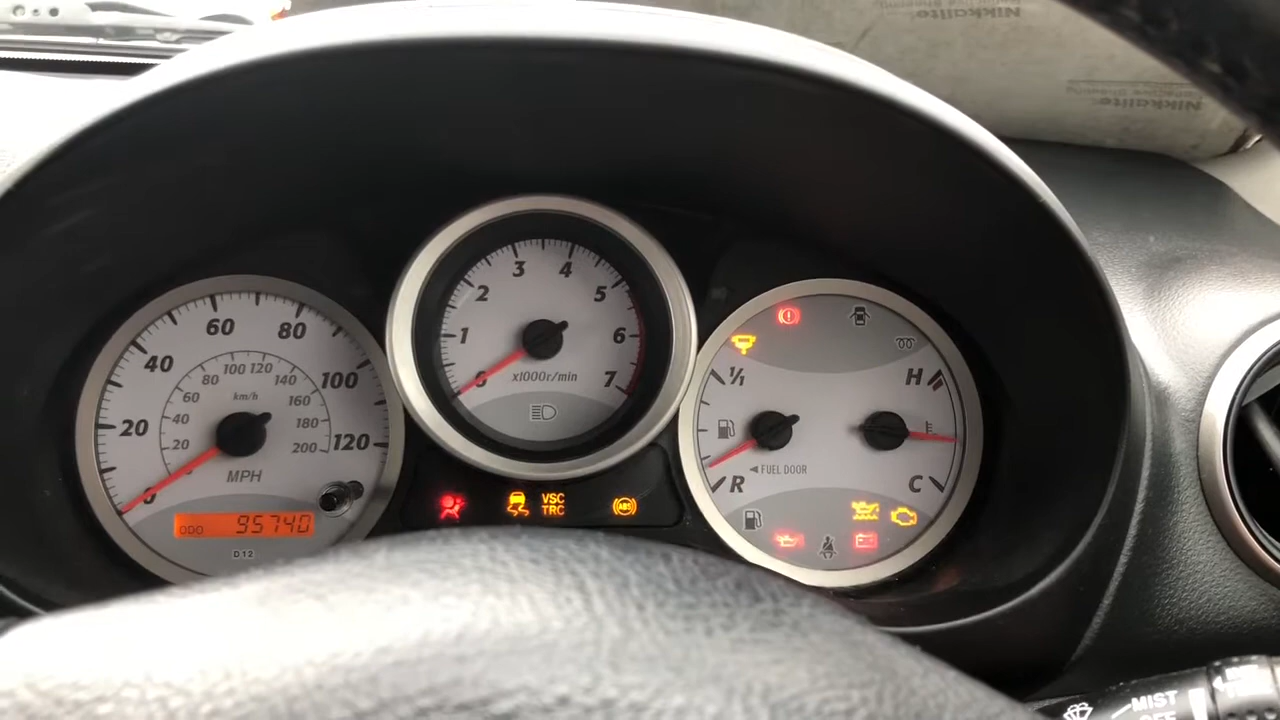 Nikkalite
Nikkalite
60
80
40
100
20
120
100 120
80
140
60
km/h
160
40
180
20
200
MPH
0
ODO 95740
D12
3
4
2
5
1
6
0
7
x1000r/min
VSC
TRC
ABS
1/1
H
E
FUEL DOOR
R
C
MIST
OFF